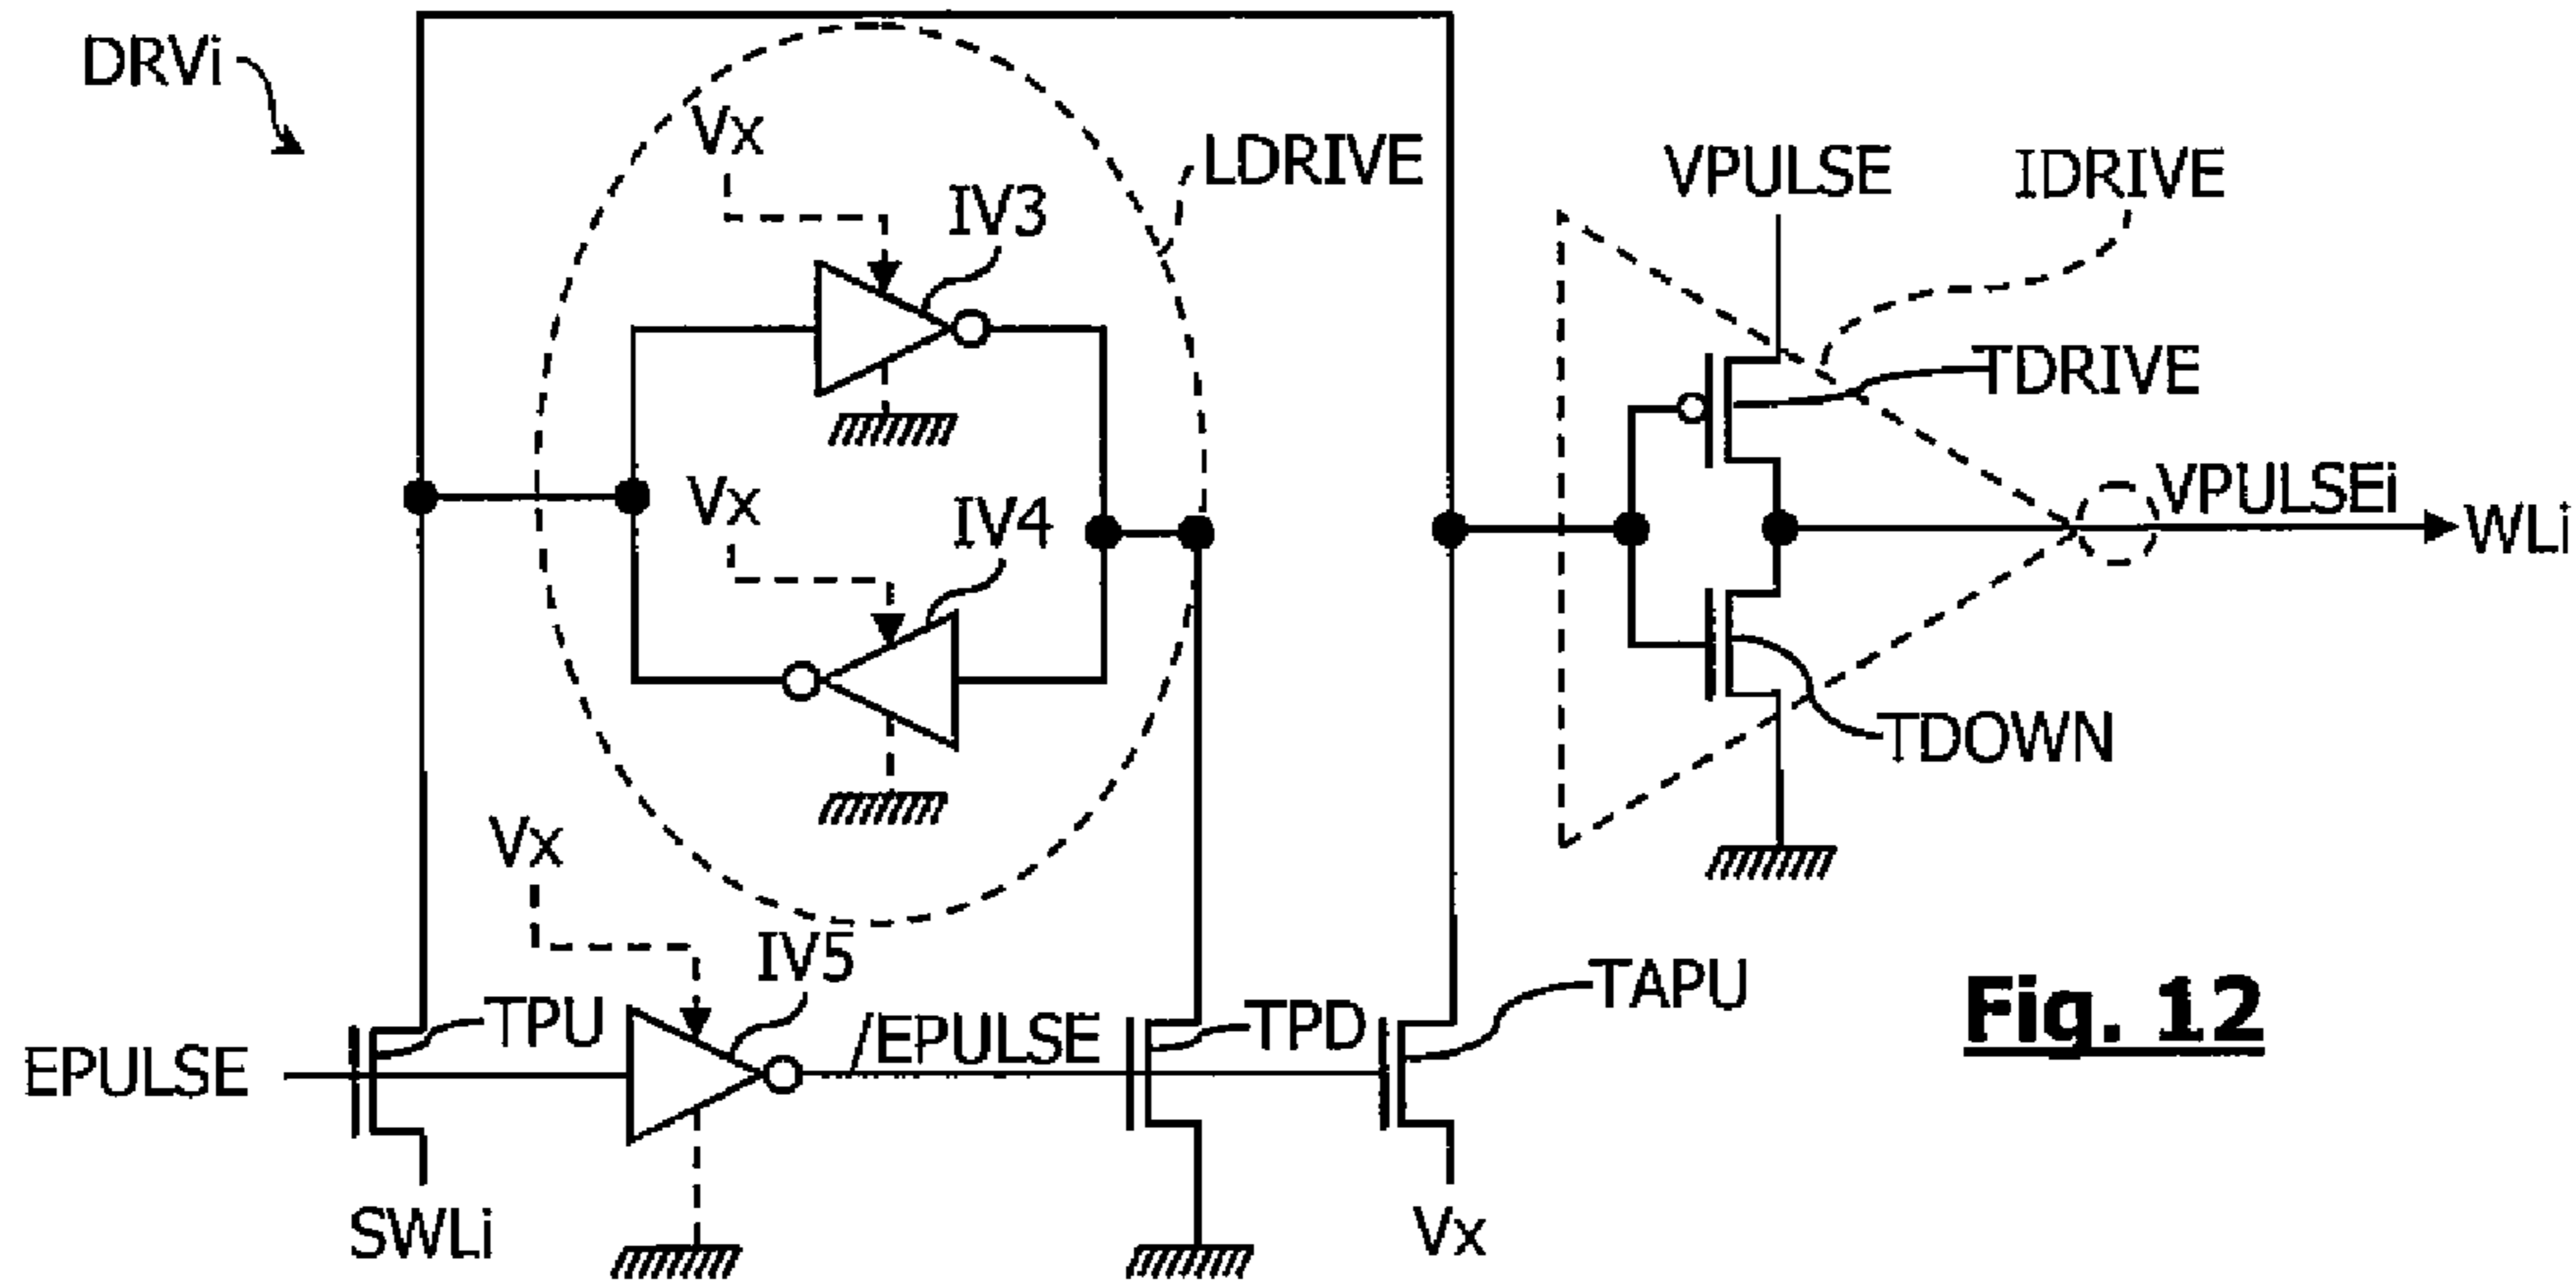 DRVi
Vx
LDRIVE
IV3
VPULSE
IDRIVE
TDRIVE
Vx
IV4
VPULSEi
WLi
TDOWN
Vx
IV5
TPU
/EPULSE
TPD
TAPU
EPULSE
SWLi
Vx
Fig. 12